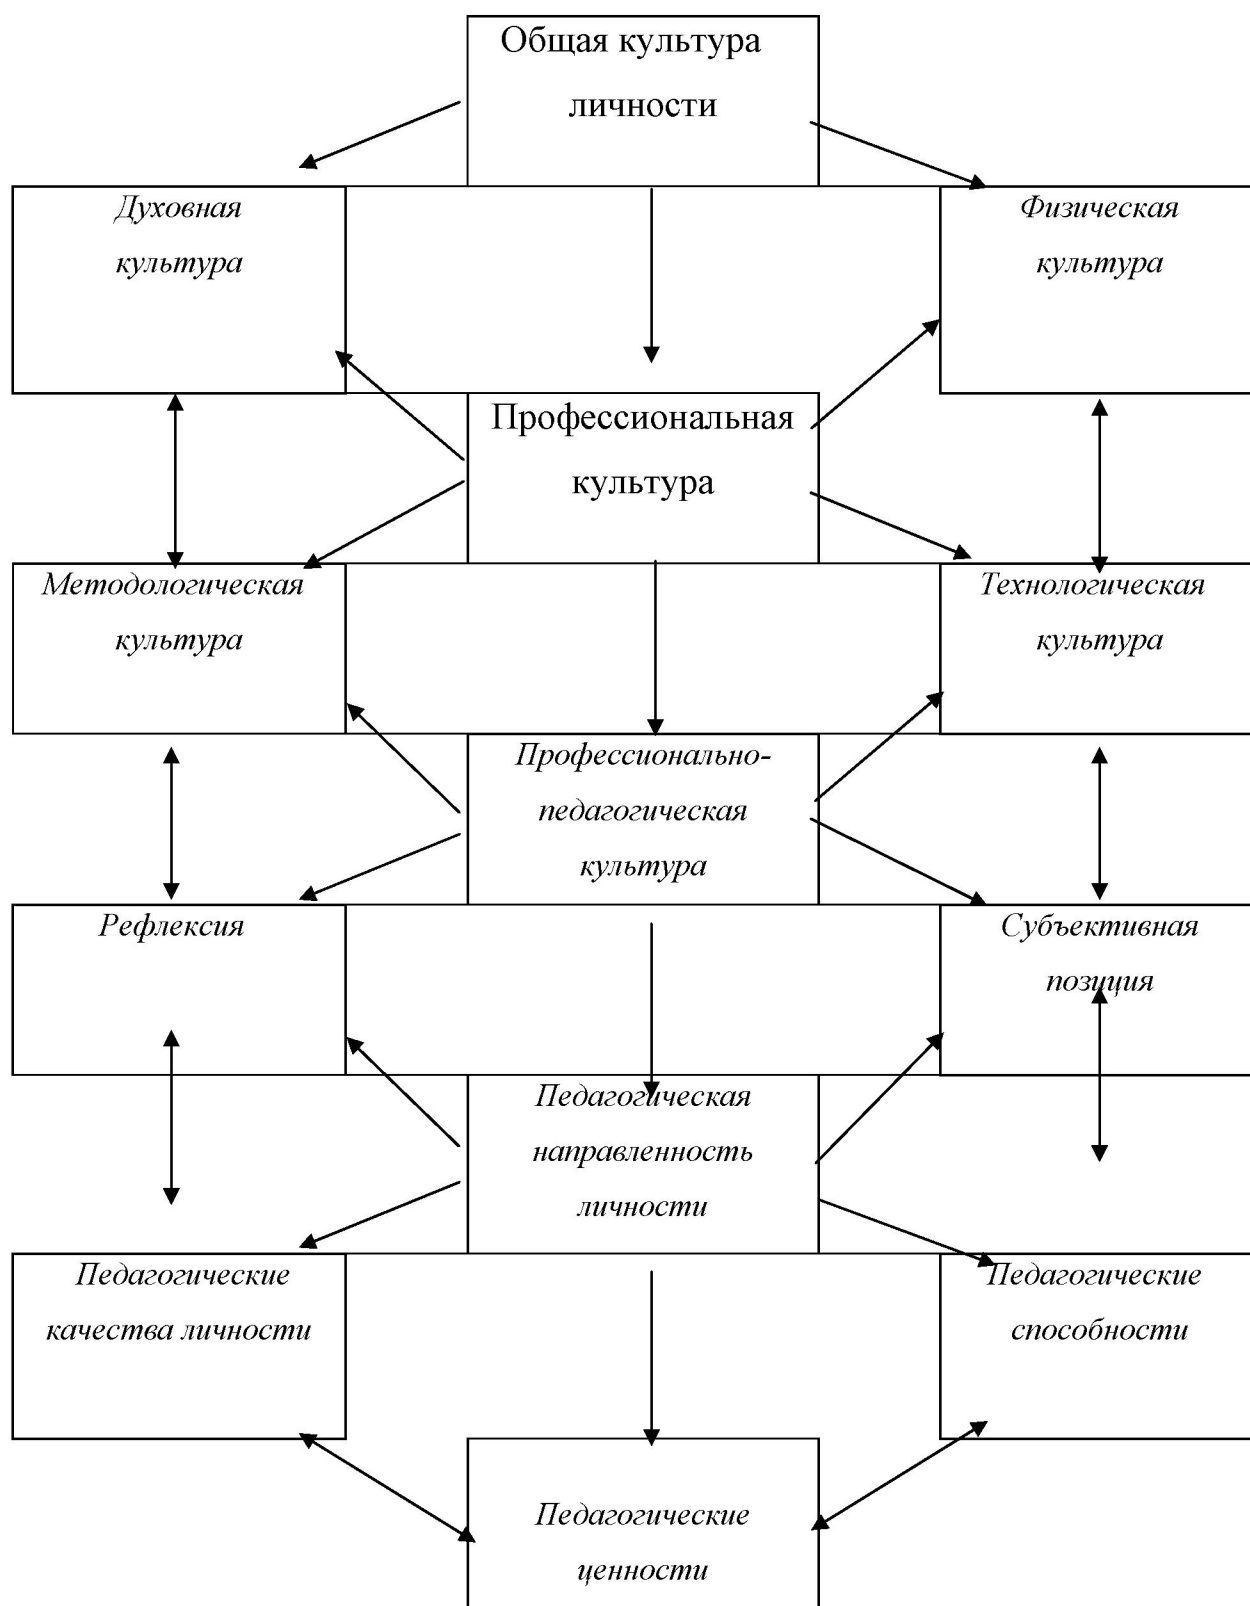 Общая культура
личности
Духовная
культура
Физическая
культура
Профессиональная
культура
Методологическая
культура
Технологическая
культура
Профессионально-
педагогическая
культура
Рефлексия
Субъективная
позиция
Педагогическая
направленность
личности
Педагогические
качества личности
Педагогические
способности
Педагогические
ценности